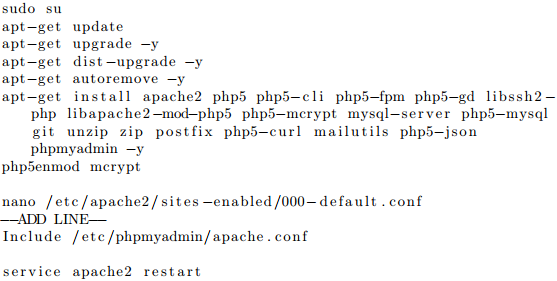 sudo su
apt-get update
apt-get upgrade -y
apt-get dist-upgrade -y
apt-get autoremove -y
apt-get install apache2 php5 php5-cli php5-fpm php5-gd libssh2-
php libapache2-mod-php5 php5-mcrypt mysql-server php5-mysql
git unzip zip postfix php5-curl mailutils php5-json
phpmyadmin -y
php5enmod mcrypt

nano /etc/apache2/sites-enabled/000-default.conf
—ADD LINE—
Include /etc/phpmyadmin/apache.conf

service apache2 restart